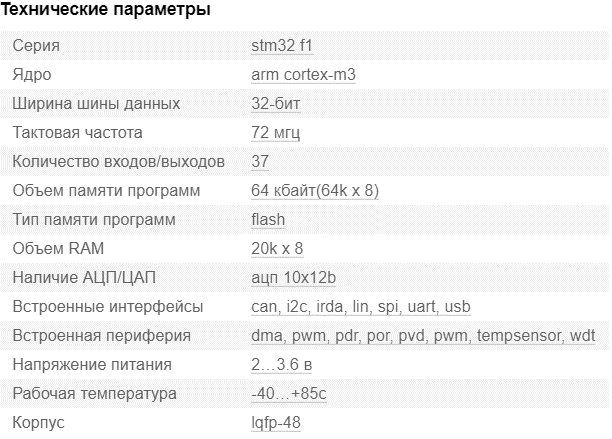 Технические параметры
Серия stm32 f1
Ядро arm cortex-m3
Ширина шины данных 32-бит
Тактовая частота 72 мгц
Количество входов/выходов 37
Объем памяти программ 64 кбайт(64k x 8)
Тип памяти программ flash
Объем RAM 20k x 8
Наличие АЦП/ЦАП ацп 10x12b
Встроенные интерфейсы can, i2c, irda, lin, spi, uart, usb
Встроенная периферия dma, pwm, pdr, por, pvd, pwm, tempsensor, wdt
Напряжение питания 2…3.6 в
Рабочая температура -40…+85c
Корпус lqfp-48